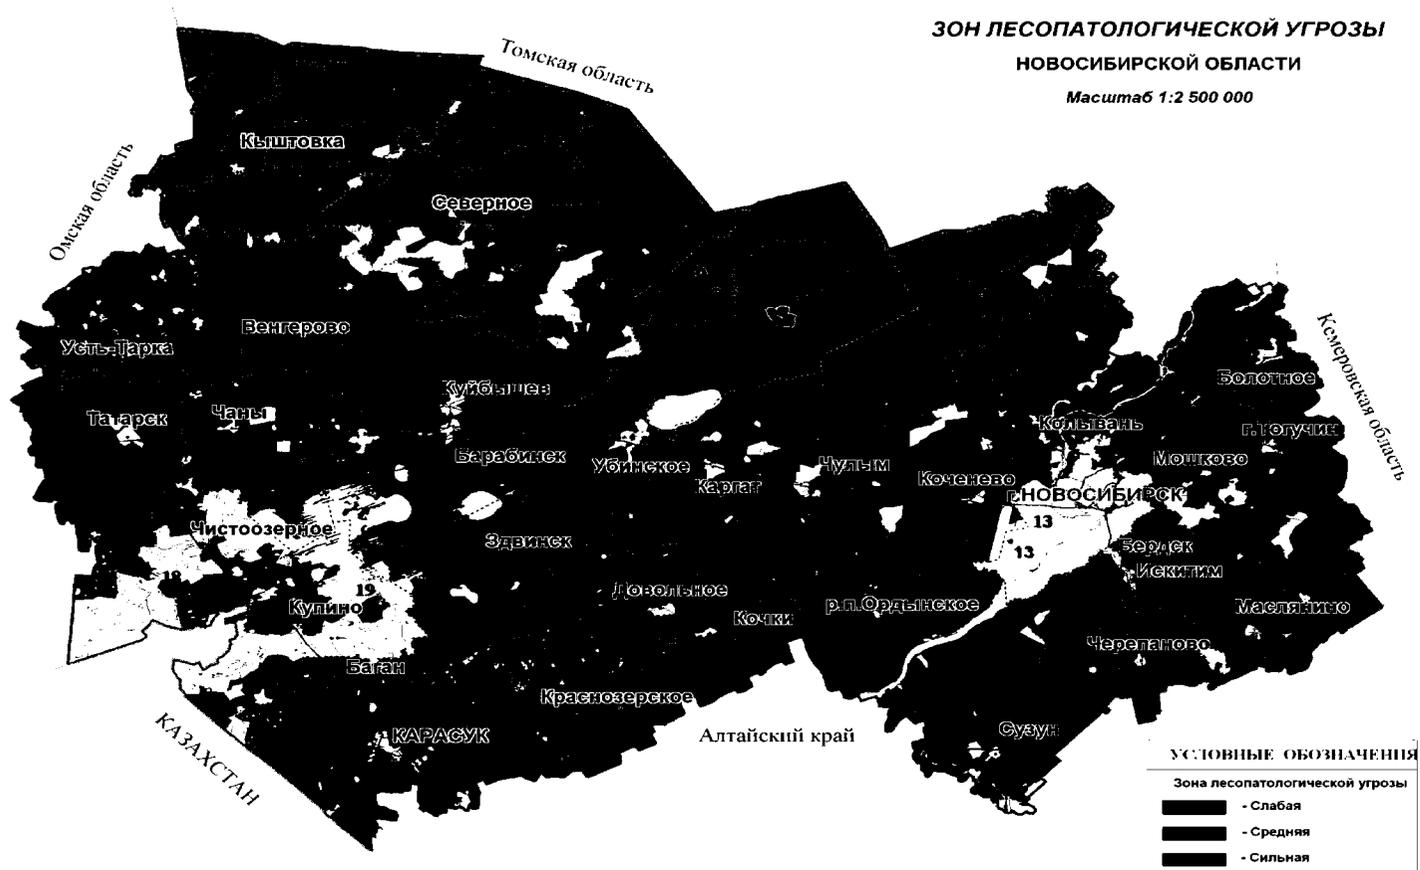 ЗОН ЛЕСОПАТОЛОГИЧЕСКОЙ УГРОЗЫ
НОВОСИБИРСКОЙ ОБЛАСТИ
Масштаб 1:2 500 000
Томская область
Кыштовка
Омская область
Северное
Венгерово
Усть-Тарка
Кемеровская область
Болотное
Куйбышев
Татарск
Чаны
Колывань
г.Тогучин
Барабинск
Убинское
Чулым
Мошково
Каргат
Коченево
г.НОВОСИБИРСК
Чистоозерное
13
Здвинск
13
Бердск
Искитим
18
19
Довольное
Купино
Кочки
р.п.Ордынское
Маслянино
Черепаново
Баган
Краснозерское
КАРАСУК
Алтайский край
Сузун
КАЗАХСТАН
УСЛОВНЫЕ ОБОЗНАЧЕНИЯ
Зона лесопатологической угрозы
- Слабая
- Средняя
- Сильная